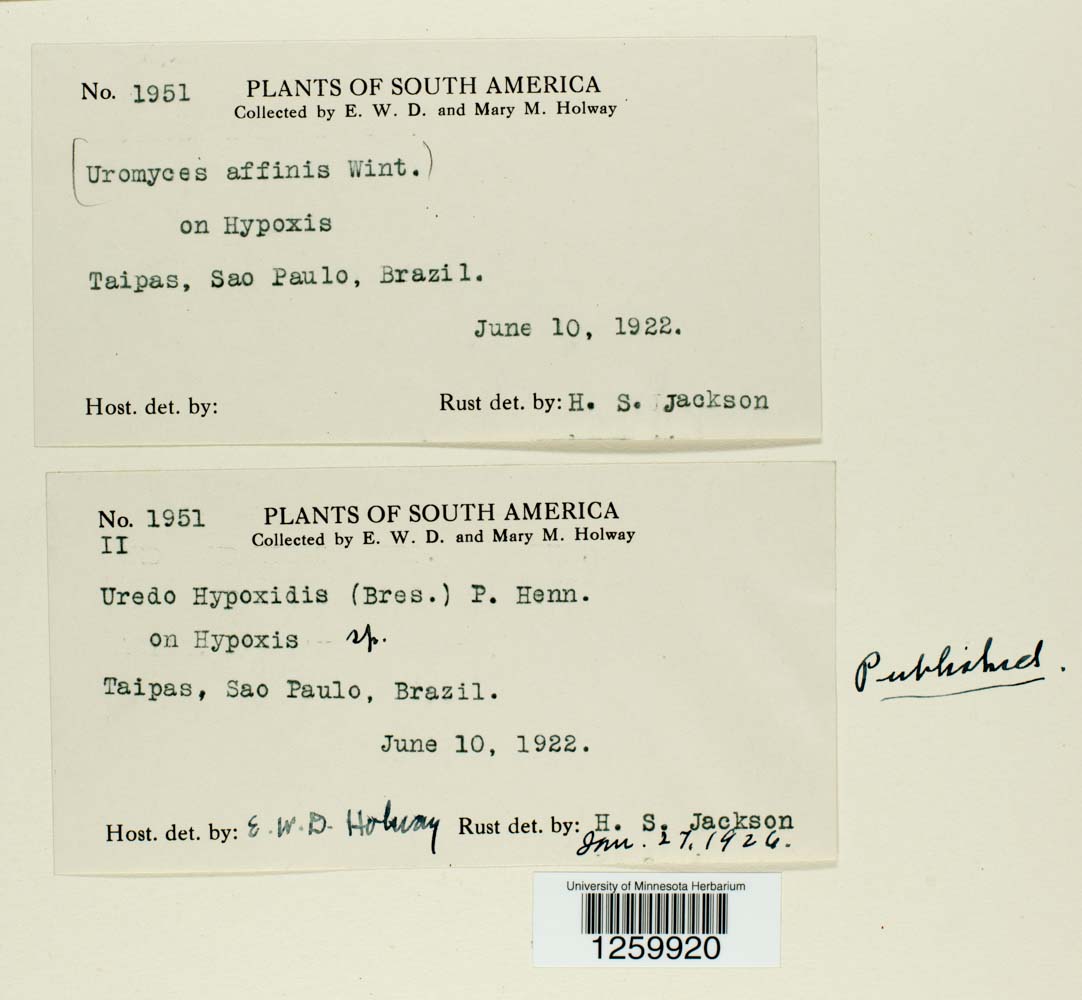 No. 1951 PLANTS OF SOUTH AMERICA
Collected by E. W. D. and Mary M. Holway
(Uromyces affinis Wint.)
on Hypoxis
Taipas, Sao Paulo, Brazil.
June 10, 1922.
Host. det. by: Rust det. by: H. S. Jackson
No. 1951 PLANTS OF SOUTH AMERICA
II Collected by E. W. D. and Mary M. Holway
Uredo Hypoxidis (Bres.) P. Henn.
on Hypoxis sp.
Taipas, Sao Paulo, Brazil.
June 10, 1922.
Host. det. by: E. W. D. Holway Rust det. by: H. S. Jackson
Jan. 27, 1926.
Published.
University of Minnesota Herbarium
1259920